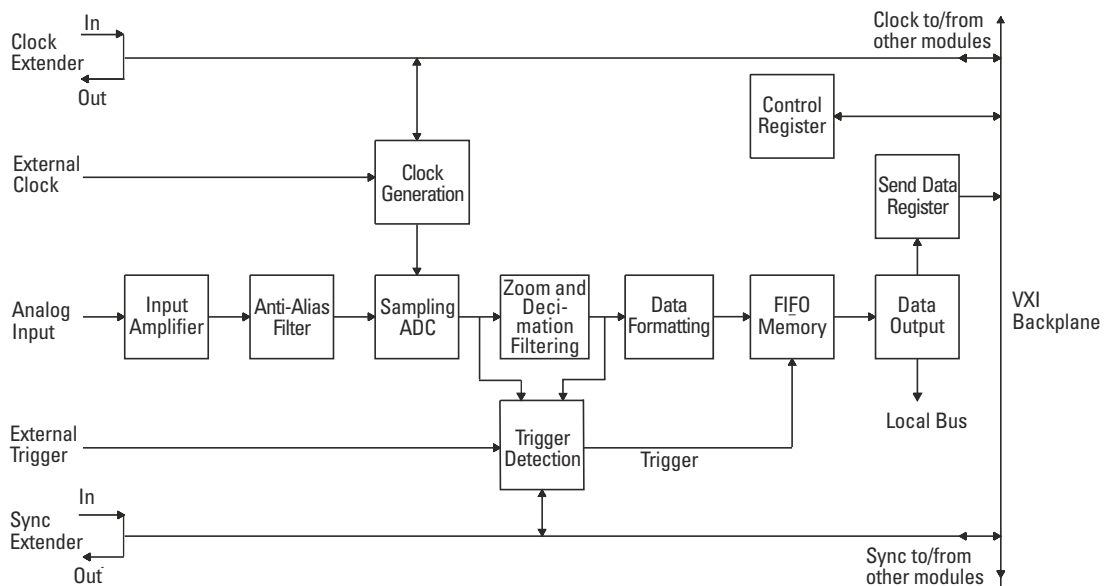 In
Clock
Extender
Out
Clock to/from
other modules
Control
Register
External
Clock
Clock
Generation
Send Data
Register
Analog
Input
Input
Amplifier
Anti-Alias
Filter
Sampling
ADC
Zoom and
Deci-
mation
Filtering
Data
Formatting
FIFO
Memory
Data
Output
VXI
Backplane
Local Bus
External
Trigger
Trigger
Detection
Trigger
In
Sync
Extender
Out
Sync to/from
other modules